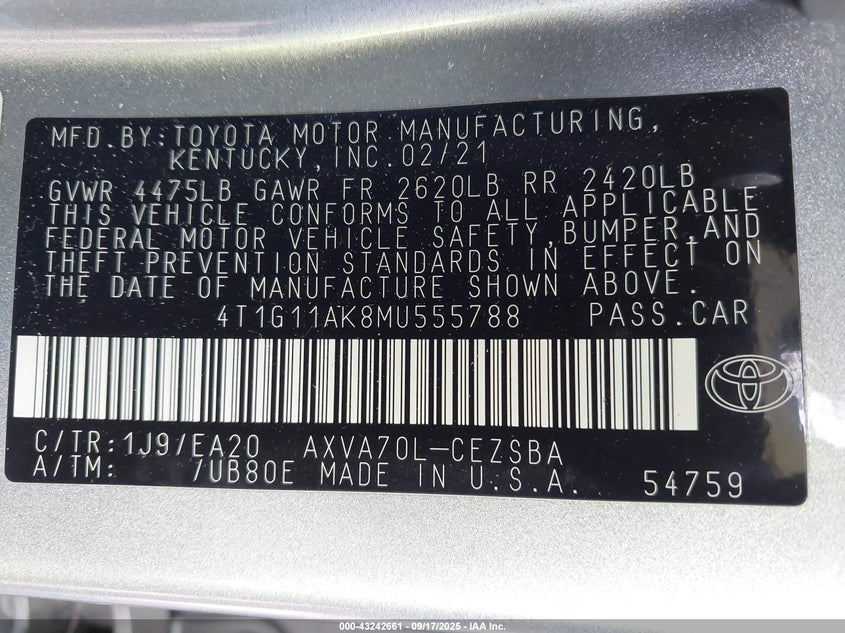 MFD.BY:TOYOTA MOTOR MANUFACTURING,
KENTUCKY,INC.02/21
GVWR 4475LB GAWR FR 2620LB RR 2420LB
THIS VEHICLE CONFORMS TO ALL APPLICABLE
FEDERAL MOTOR VEHICLE SAFETY,BUMPER,AND
THEFT PREVENTION STANDARDS IN EFFECT ON
THE DATE OF MANUFACTURE SHOWN ABOVE.
4T1G11AK8MU555788 PASS.CAR
C/TR:1J9/EA20 AXVA70L-CEZSBA
A/TM: /UB80E MADE IN U.S.A. 54759
000-43242661 - 09/17/2025 - IAA Inc.